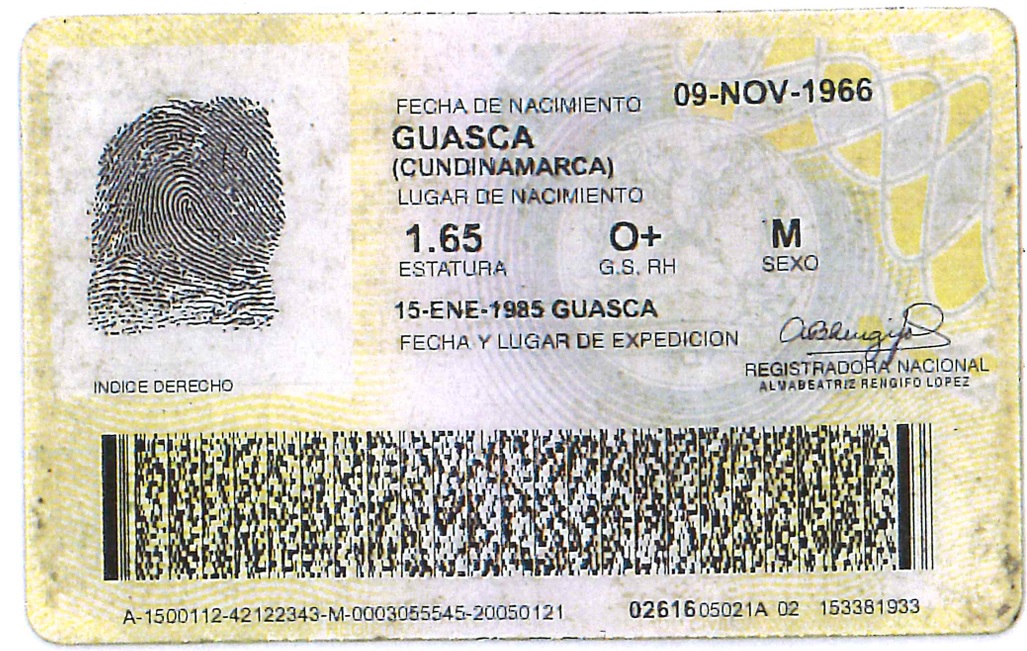 FECHA DE NACIMIENTO 09-NOV-1966
GUASCA
(CUNDINAMARCA)
LUGAR DE NACIMIENTO
1.65 O+ M
ESTATURA G.S. RH SEXO
15-ENE-1985 GUASCA
FECHA Y LUGAR DE EXPEDICION
INDICE DERECHO
REGISTRADORA NACIONAL
ALMABEATRIZ RENGIFO LOPEZ
A-1500112-42122343-M-0003055545-20050121 0261605021A 02 153381933